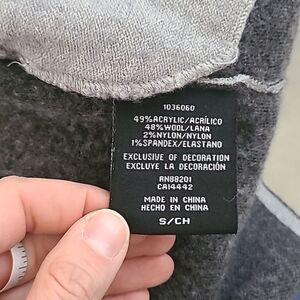 1036060
49%ACRYLIC/ACRÍLICO
48%WOOL/LANA
2%NYLON/NYLON
1%SPANDEX/ELASTANO
EXCLUSIVE OF DECORATION
EXCLUYE LA DECORACIÓN
RN88201
CA14442
MADE IN CHINA
HECHO EN CHINA
S/CH